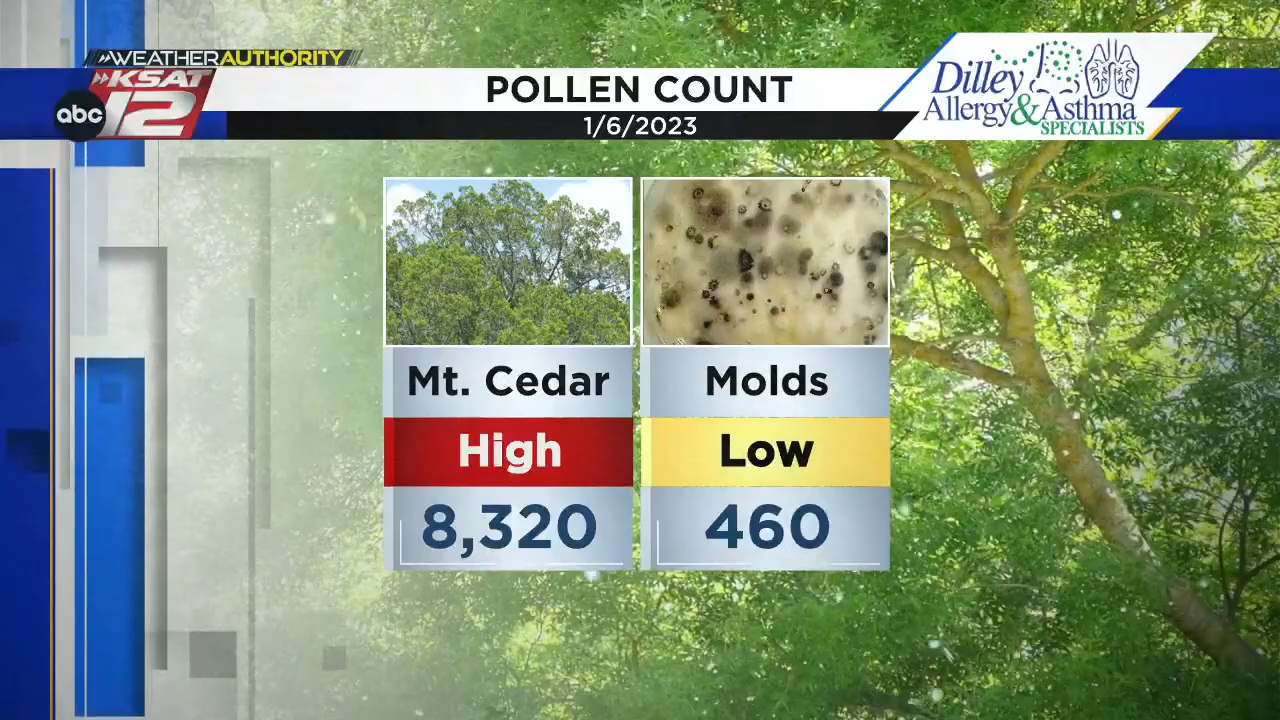 WEATHERAUTHORITY
KSAT
abc 12
POLLEN COUNT
1/6/2023
Dilley
Allergy&Asthma
SPECIALISTS
Mt. Cedar
High
8,320
Molds
Low
460